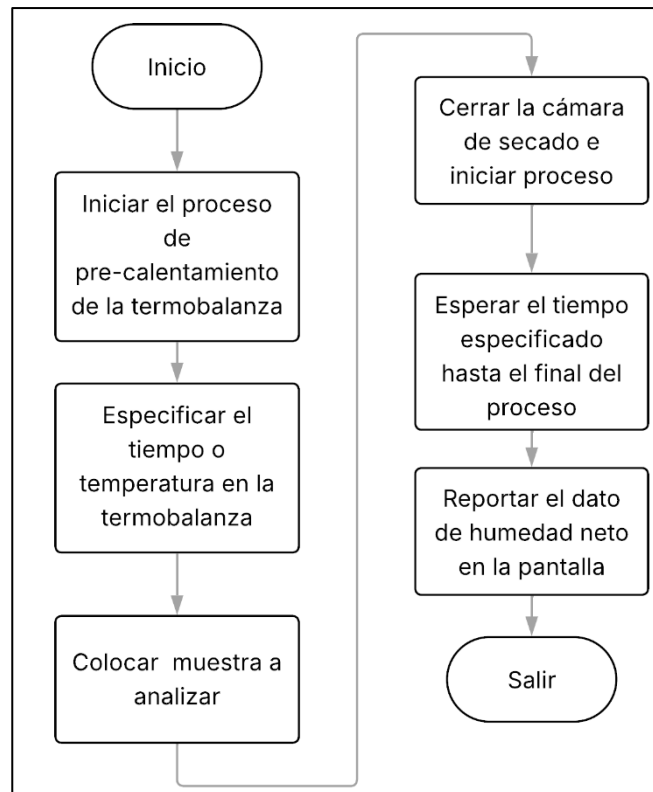 Inicio
Iniciar el proceso
de
pre-calentamiento
de la termobalanza
Especificar el
tiempo o
temperatura en la
termobalanza
Colocar muestra a
analizar
Cerrar la cámara
de secado e
iniciar proceso
Esperar el tiempo
especificado
hasta el final del
proceso
Reportar el dato
de humedad neto
en la pantalla
Salir